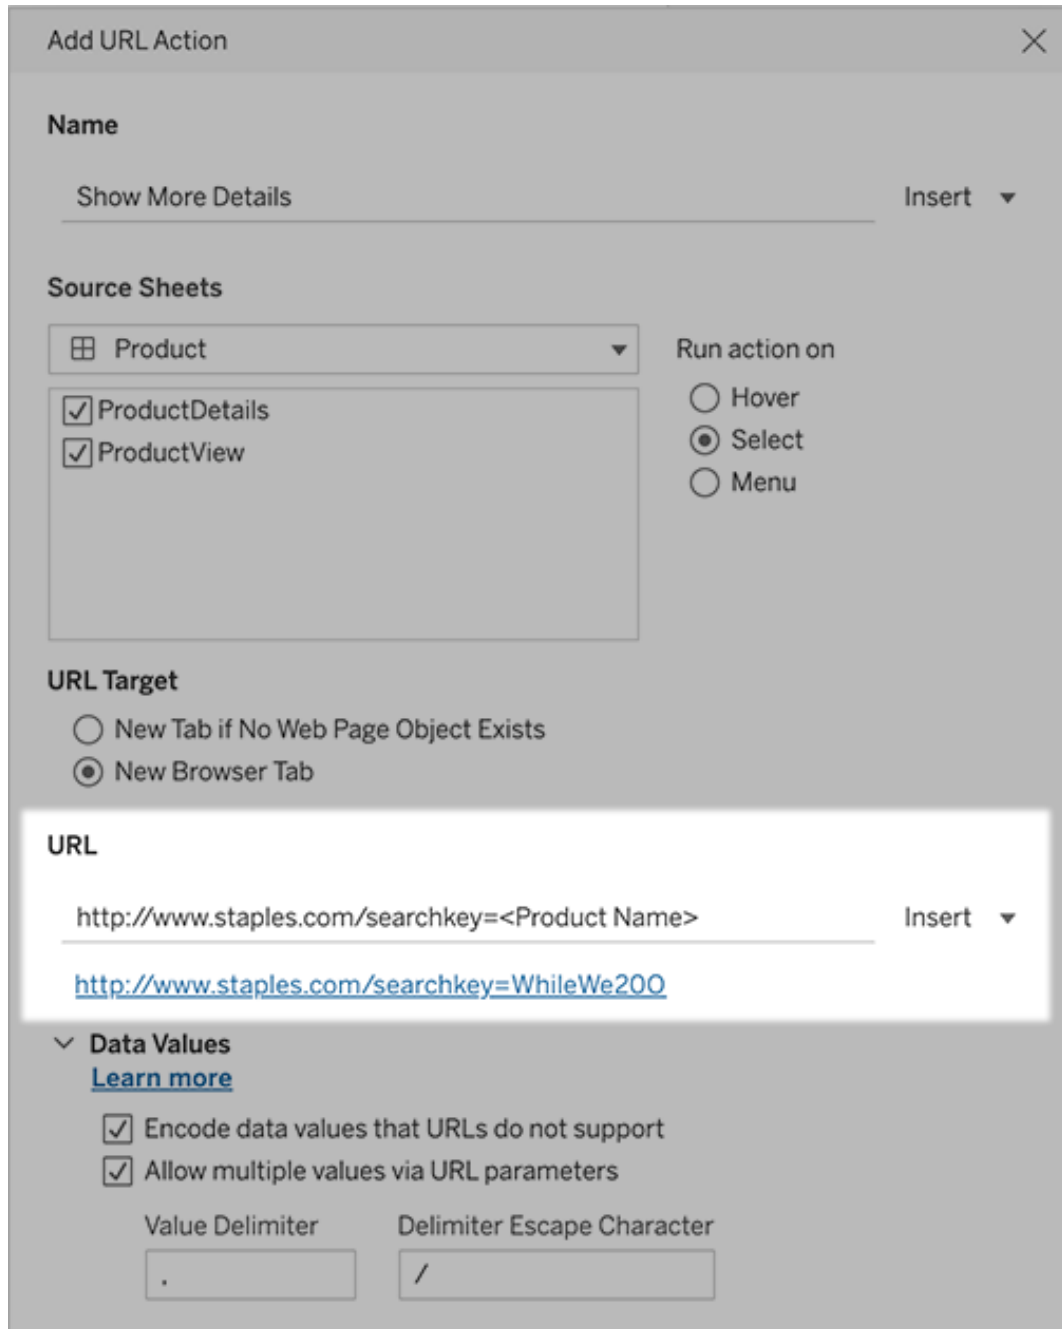 Add URL Action
Name
Show More Details Insert
Source Sheets
Product Run action on
ProductDetails Hover
ProductView Select
Menu
URL Target
New Tab if No Web Page Object Exists
New Browser Tab
URL
http://www.staples.com/searchkey=<Product Name> Insert
http://www.staples.com/searchkey=WhileWe20O
Data Values
Learn more
Encode data values that URLs do not support
Allow multiple values via URL parameters
Value Delimiter Delimiter Escape Character
, /